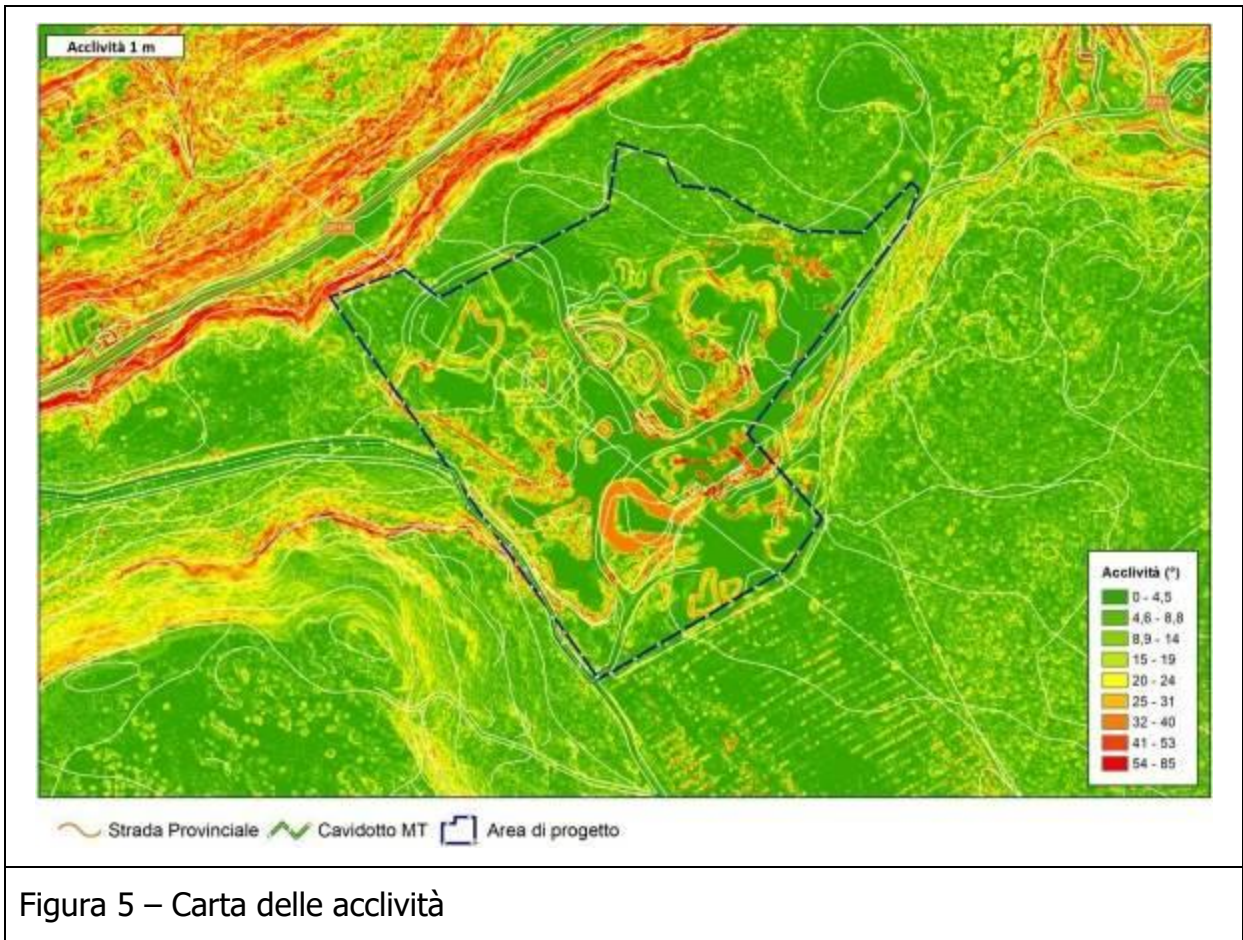 Acclività 1 m
Acclività (°)
0 - 4,5
4,6 - 8,8
8,9 - 14
15 - 19
20 - 24
25 - 31
32 - 40
41 - 53
54 - 85
Strada Provinciale
Cavidotto MT
Area di progetto
Figura 5 – Carta delle acclività